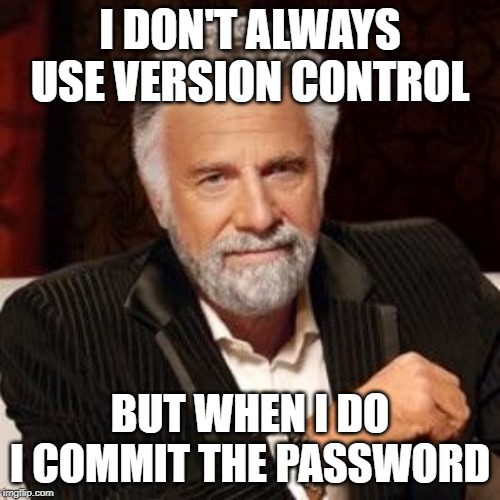 I DON'T ALWAYS
USE VERSION CONTROL
BUT WHEN I DO
I COMMIT THE PASSWORD
imgflip.com